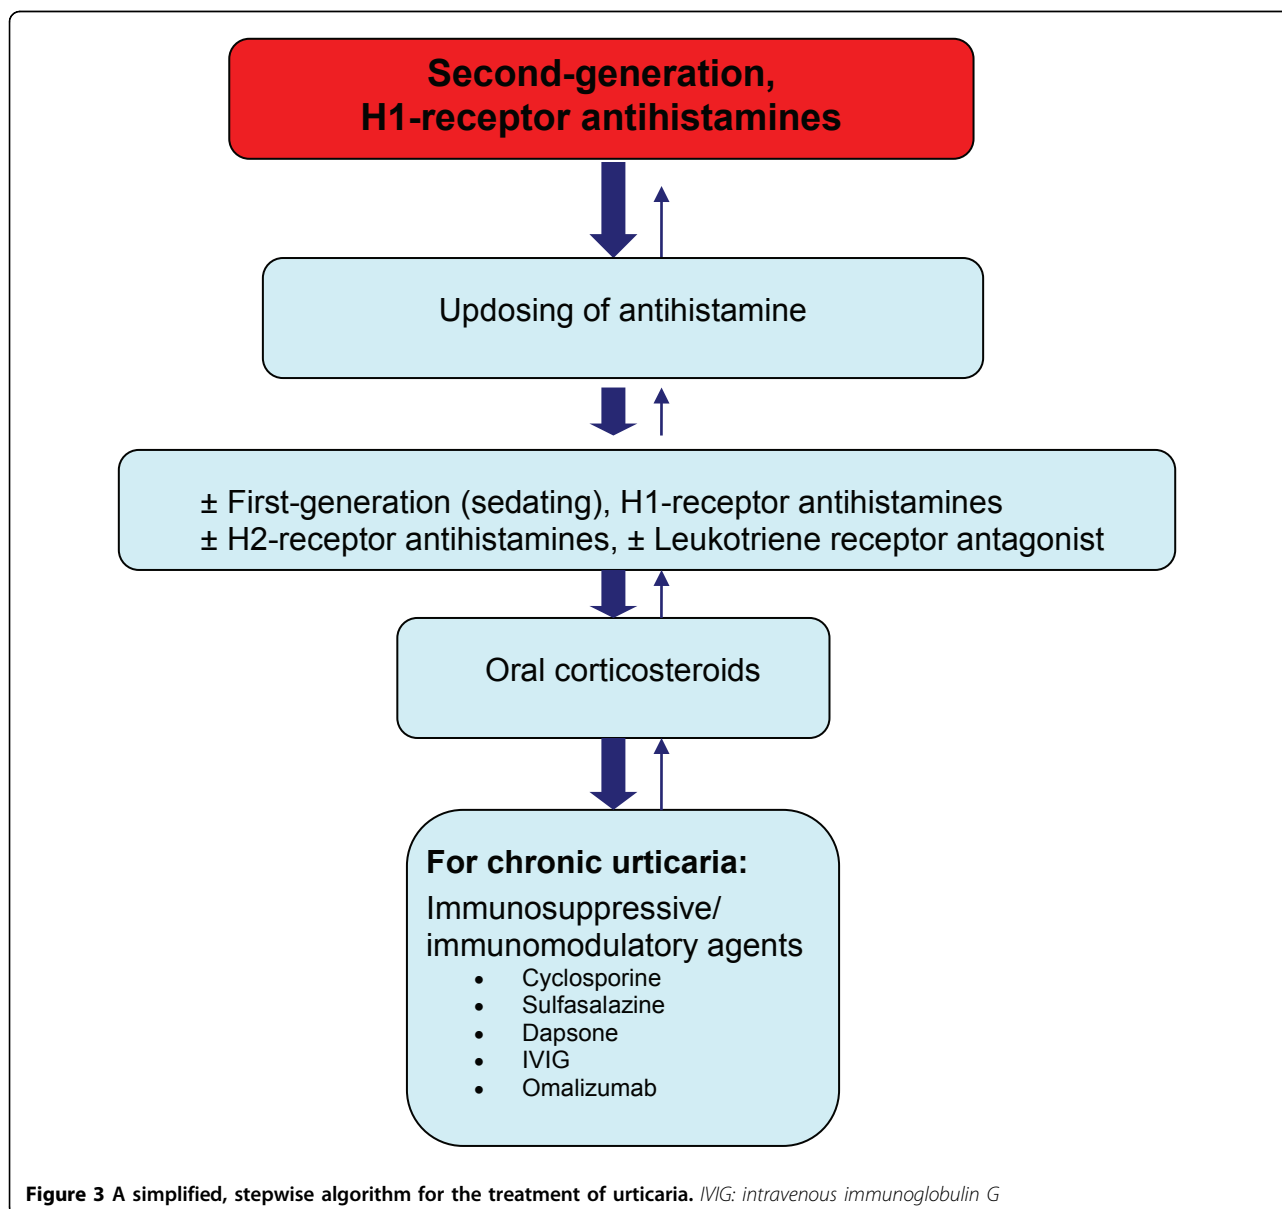 Second-generation,
H1-receptor antihistamines
Updosing of antihistamine
± First-generation (sedating), H1-receptor antihistamines
± H2-receptor antihistamines, ± Leukotriene receptor antagonist
Oral corticosteroids
For chronic urticaria:
Immunosuppressive/
immunomodulatory agents
• Cyclosporine
• Sulfasalazine
• Dapsone
• IVIG
• Omalizumab
Figure 3 A simplified, stepwise algorithm for the treatment of urticaria. IVIG: intravenous immunoglobulin G